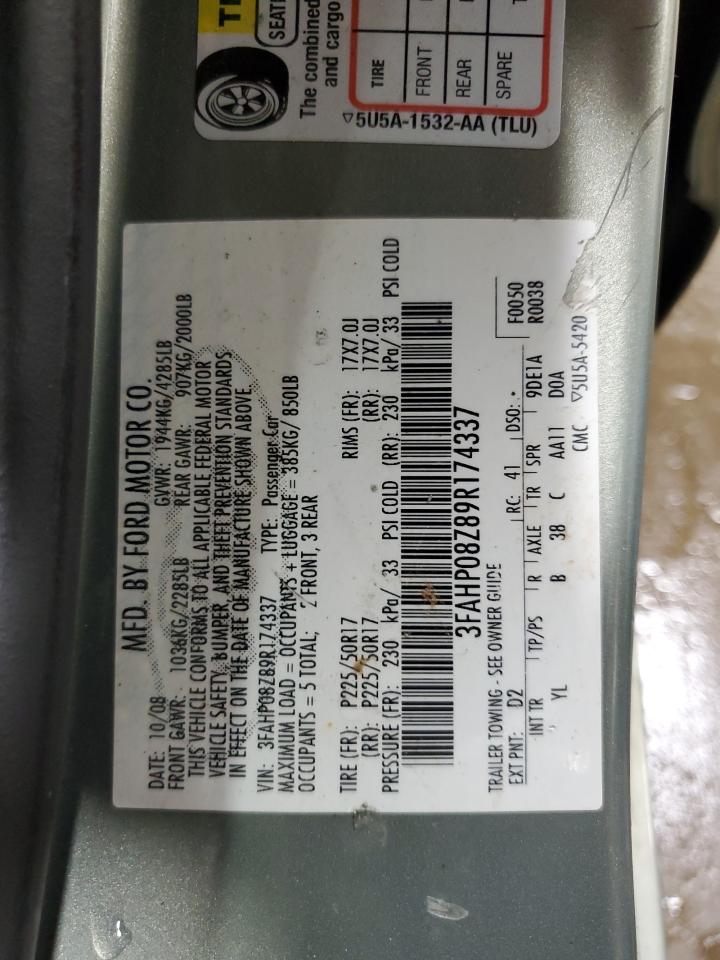 MFD. BY FORD MOTOR CO.
DATE: 10/08 GVWR: 1944KG/4285LB
FRONT GAWR: 1036KG/2285LB REAR GAWR: 907KG/2000LB
THIS VEHICLE CONFORMS TO ALL APPLICABLE FEDERAL MOTOR
VEHICLE SAFETY, BUMPER, AND THEFT PREVENTION STANDARDS
IN EFFECT ON THE DATE OF MANUFACTURE SHOWN ABOVE.
VIN: 3FAHP08Z89R174337 TYPE: Passenger Car
MAXIMUM LOAD = OCCUPANTS + LUGGAGE = 385KG/ 850LB
OCCUPANTS = 5 TOTAL; 2 FRONT, 3 REAR
TIRE (FR): P225/50R17 RIMS (FR): 17X7.0J
(RR): P225/50R17 (RR): 17X7.0J
PRESSURE (FR): 230 kPa/ 33 PSI COLD (RR): 230 kPa/ 33 PSI COLD
3FAHP08Z89R174337
TRAILER TOWING - SEE OWNER GUIDE
EXT PNT: D2 RC: 41 DSO: F0050
R0038
INT TR TP/PS R AXLE TR SPR 9DE1A
YL B 38 C AA11 D0A
CMC ▽5U5A-5420
SEATI
The combined
and cargo
TIRE
FRONT
REAR
SPARE
▽5U5A-1532-AA (TLU)